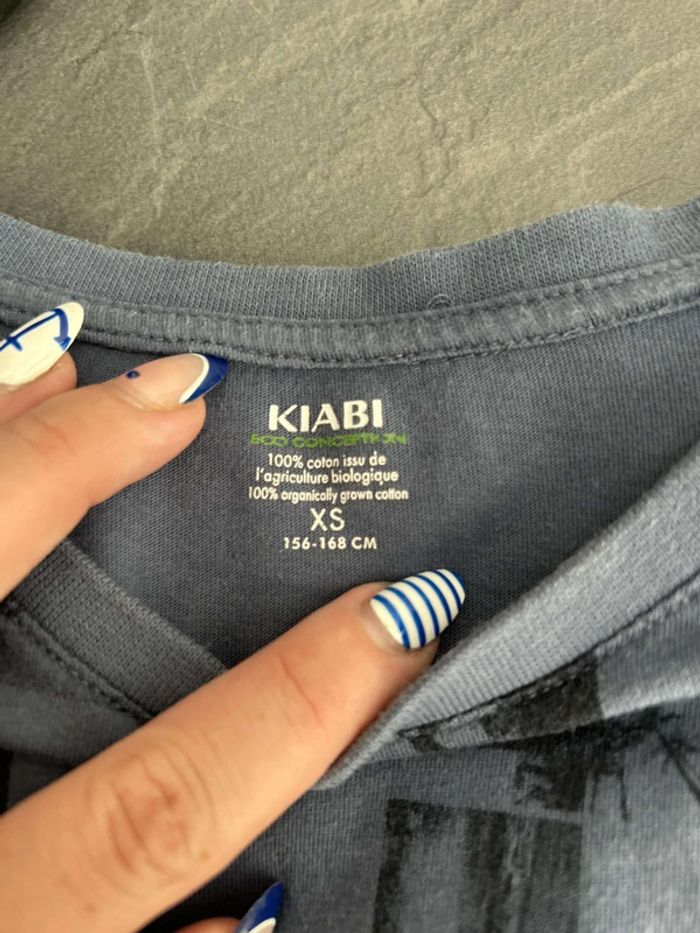 KIABI
ECO CONCEPTION
100% coton issu de
l'agriculture biologique
100% organically grown cotton
XS
156-168 CM